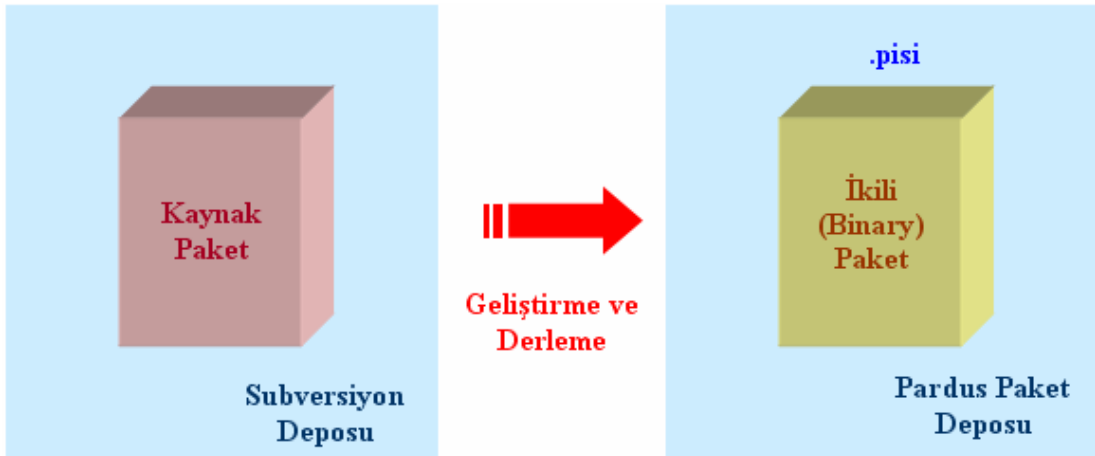 Kaynak
Paket
Subversiyon
Deposu
Geliştirme ve
Derleme
.pisi
İkili
(Binary)
Paket
Pardus Paket
Deposu